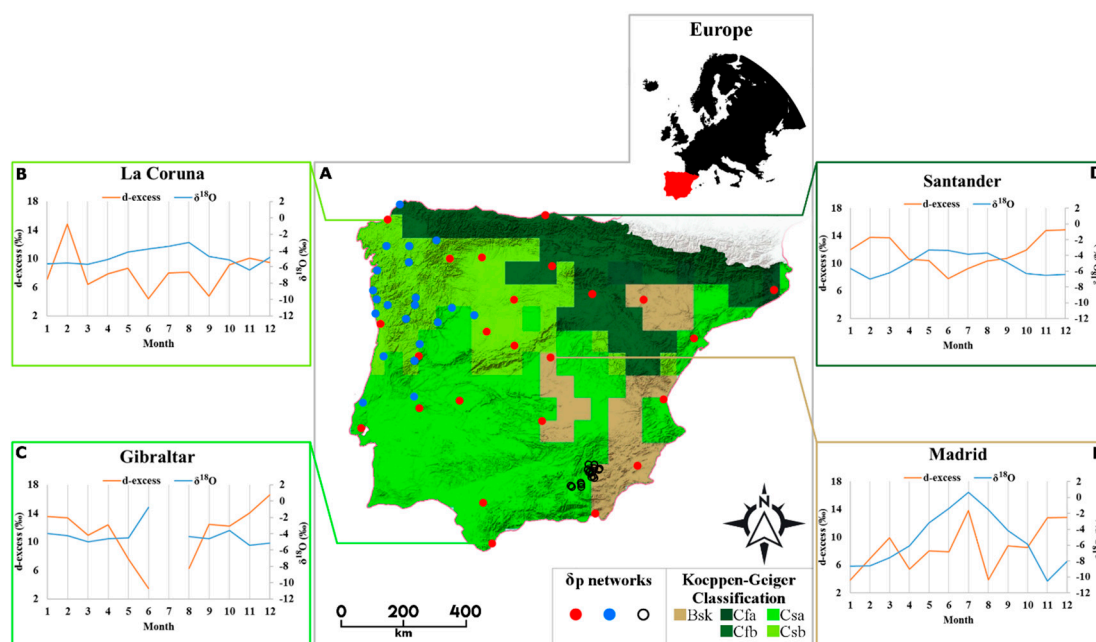 Europe
B
La Coruna
d-excess δ¹⁸O
18
14
10
6
2
d-excess (‰)
2
0
-2
-4
-6
-8
-10
-12
δ¹⁸O (‰)
1 2 3 4 5 6 7 8 9 10 11 12
Month
A
D
Santander
d-excess δ¹⁸O
18
14
10
6
2
d-excess (‰)
2
0
-2
-4
-6
-8
-10
-12
1 2 3 4 5 6 7 8 9 10 11 12
Month
C
Gibraltar
d-excess δ¹⁸O
18
14
10
6
2
d-excess (‰)
2
0
-2
-4
-6
-8
-10
-12
δ¹⁸O (‰)
1 2 3 4 5 6 7 8 9 10 11 12
Month
Madrid
d-excess δ¹⁸O
18
14
10
6
2
d-excess (‰)
2
0
-2
-4
-6
-8
-10
-12
δ¹⁸O (‰)
1 2 3 4 5 6 7 8 9 10 11 12
Month
N
0 200 400
km
δp networks
Koeppen-Geiger
Classification
Bsk Cfa Csa
Cfb Csb